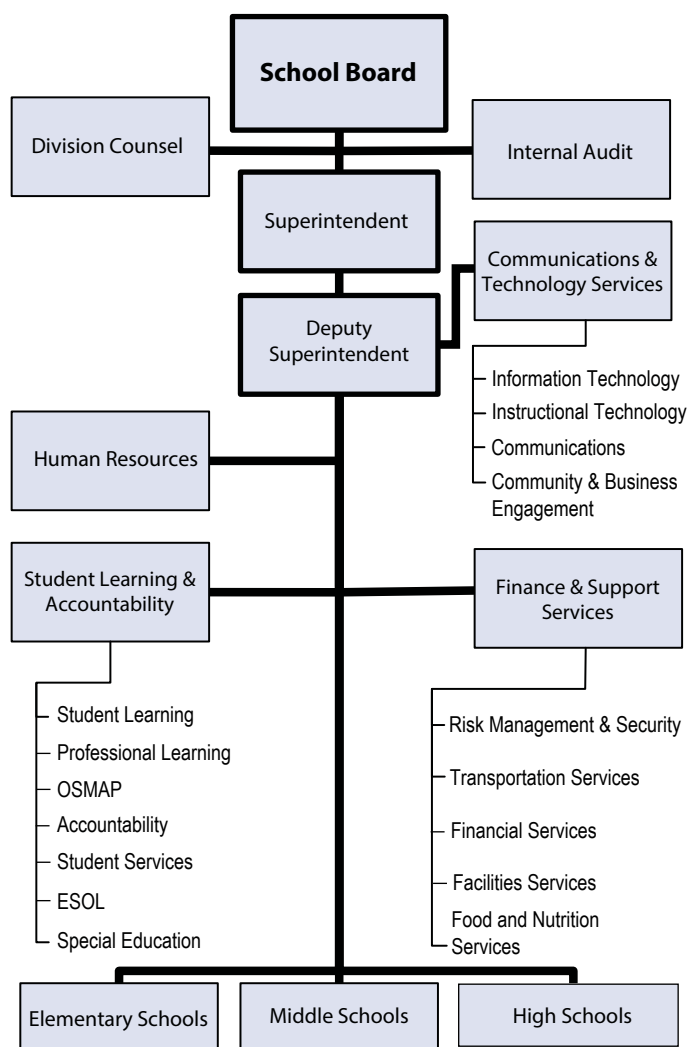 School Board
Division Counsel
Internal Audit
Superintendent
Communications &
Technology Services
Deputy
Superintendent
Information Technology
Instructional Technology
Communications
Community & Business
Engagement
Human Resources
Student Learning &
Accountability
Finance & Support
Services
Student Learning
Professional Learning
OSMAP
Accountability
Student Services
ESOL
Special Education
Risk Management & Security
Transportation Services
Financial Services
Facilities Services
Food and Nutrition
Services
Elementary Schools
Middle Schools
High Schools